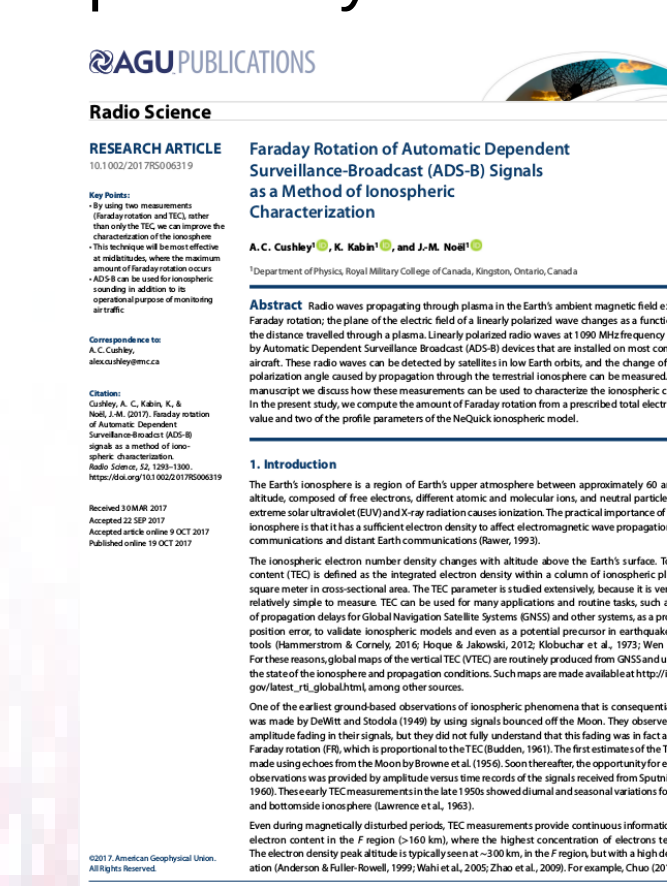 AGU PUBLICATIONS
Radio Science
RESEARCH ARTICLE
10.1002/2017RS006319
Key Points:
• By using two measurements
(Faraday rotation and TEC), rather
than only the TEC, we can improve the
characterization of the ionosphere
• This technique will be most effective
at midlatitudes, where the maximum
amount of Faraday rotation occurs
• ADS-B can be used for ionospheric
sounding in addition to its
operational purpose of monitoring
air traffic
Correspondence to:
A. C. Cushley,
alex.cushley@rmc.ca
Citation:
Cushley, A. C., Kabin, K., &
Noël, J.-M. (2017). Faraday rotation
of Automatic Dependent
Surveillance-Broadcast (ADS-B)
signals as a method of iono-
spheric characterization.
Radio Science, 52, 1293–1300.
https://doi.org/10.1002/2017RS006319
Received 30 MAR 2017
Accepted 22 SEP 2017
Accepted article online 9 OCT 2017
Published online 19 OCT 2017
©2017. American Geophysical Union.
All Rights Reserved.
Faraday Rotation of Automatic Dependent
Surveillance-Broadcast (ADS-B) Signals
as a Method of Ionospheric
Characterization
A. C. Cushley1 iD, K. Kabin1 iD, and J.-M. Noël1 iD
1Department of Physics, Royal Military College of Canada, Kingston, Ontario, Canada
Abstract Radio waves propagating through plasma in the Earth's ambient magnetic field
Faraday rotation; the plane of the electric field of a linearly polarized wave changes as a
the distance travelled through a plasma. Linearly polarized radio waves at 1090 MHz frequency
by Automatic Dependent Surveillance Broadcast (ADS-B) devices that are installed on most
aircraft. These radio waves can be detected by satellites in low Earth orbits, and the change of
polarization angle caused by propagation through the terrestrial ionosphere can be measured.
manuscript we discuss how these measurements can be used to characterize the ionospheric
In the present study, we compute the amount of Faraday rotation from a prescribed total
value and two of the profile parameters of the NeQuick ionospheric model.
1. Introduction
The Earth's ionosphere is a region of Earth's upper atmosphere between approximately 60
altitude, composed of free electrons, different atomic and molecular ions, and neutral
extreme solar ultraviolet (EUV) and X-ray radiation causes ionization. The practical importance of
ionosphere is that it has a sufficient electron density to affect electromagnetic wave
communications and distant Earth communications (Rawer, 1993).
The ionospheric electron number density changes with altitude above the Earth's surface.
content (TEC) is defined as the integrated electron density within a column of ionospheric
square meter in cross-sectional area. The TEC parameter is studied extensively, because it is
relatively simple to measure. TEC can be used for many applications and routine tasks, such
of propagation delays for Global Navigation Satellite Systems (GNSS) and other systems, as a
position error, to validate ionospheric models and even as a potential precursor in
tools (Hammerstrom & Cornely, 2016; Hoque & Jakowski, 2012; Klobuchar et al., 1973; Wen
For these reasons, global maps of the vertical TEC (VTEC) are routinely produced from GNSS and
the state of the ionosphere and propagation conditions. Such maps are made available at
gov/latest_rti_global.html, among other sources.
One of the earliest ground-based observations of ionospheric phenomena that is
was made by DeWitt and Stodola (1949) by using signals bounced off the Moon. They
amplitude fading in their signals, but they did not fully understand that this fading was in fact
Faraday rotation (FR), which is proportional to the TEC (Budden, 1961). The first estimates of the
made using echoes from the Moon by Browne et al. (1956). Soon thereafter, the opportunity for
observations was provided by amplitude versus time records of the signals received from
1960). These early TEC measurements in the late 1950s showed diurnal and seasonal variations
and bottomside ionosphere (Lawrence et al., 1963).
Even during magnetically disturbed periods, TEC measurements provide continuous
electron content in the F region (>160 km), where the highest concentration of electrons
The electron density peak altitude is typically seen at ~300 km, in the F region, but with a high
ation (Anderson & Fuller-Rowell, 1999; Wahi et al., 2005; Zhao et al., 2009). For example, Chuo